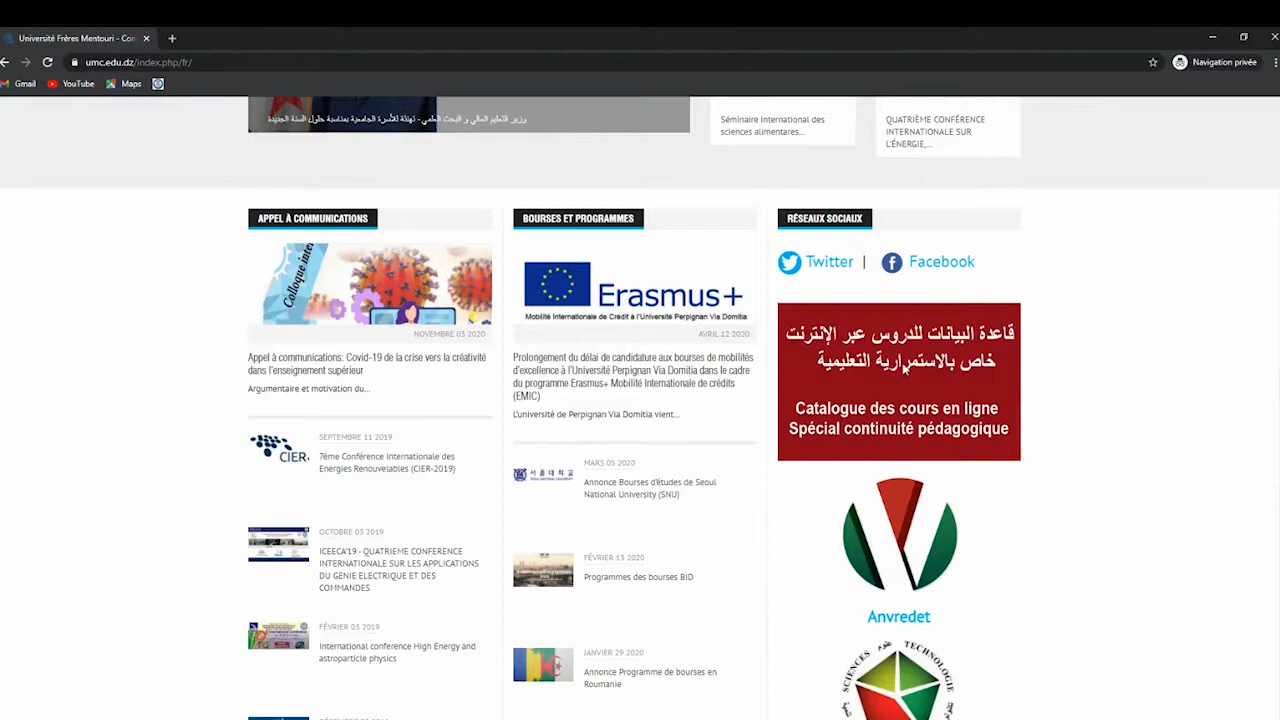 Université Frères Mentouri - Con
umc.edu.dz/index.php/fr/
Navigation privée
Gmail
YouTube
Maps
وزير التعليم العالي و البحث العلمي - تهنئة للأسرة الجامعية بمناسبة حلول السنة الجديدة
Séminaire International des
sciences alimentaires...
QUATRIÈME CONFÉRENCE
INTERNATIONALE SUR
L'ÉNERGIE,...
APPEL À COMMUNICATIONS
Colloque inte
NOVEMBRE 03 2020
Appel à communications: Covid-19 de la crise vers la créativité
dans l'enseignement supérieur
Argumentaire et motivation du...
CIER
SEPTEMBRE 11 2019
7ème Conférence Internationale des
Energies Renouvelables (CIER-2019)
OCTOBRE 03 2019
ICEECA'19 - QUATRIEME CONFERENCE
INTERNATIONALE SUR LES APPLICATIONS
DU GENIE ELECTRIQUE ET DES
COMMANDES
FÉVRIER 03 2019
International conference High Energy and
astroparticle physics
BOURSES ET PROGRAMMES
Erasmus+
Mobilité Internationale de Crédit à l'Université Perpignan Via Domitia
AVRIL 12 2020
Prolongement du délai de candidature aux bourses de mobilités
d'excellence à l'Université Perpignan Via Domitia dans le cadre
du programme Erasmus+ Mobilité Internationale de crédits
(EMIC)
L'université de Perpignan Via Domitia vient...
서울대학교
MARS 05 2020
Annonce Bourses d'études de Seoul
National University (SNU)
FÉVRIER 13 2020
Programmes des bourses BID
JANVIER 29 2020
Annonce Programme de bourses en
Roumanie
RÉSEAUX SOCIAUX
Twitter | Facebook
قاعدة البيانات للدروس عبر الإنترنت
خاص بالاستمرارية التعليمية
Catalogue des cours en ligne
Spécial continuité pédagogique
Anvredet
SCIENCES علوم TECHNOLOGIE